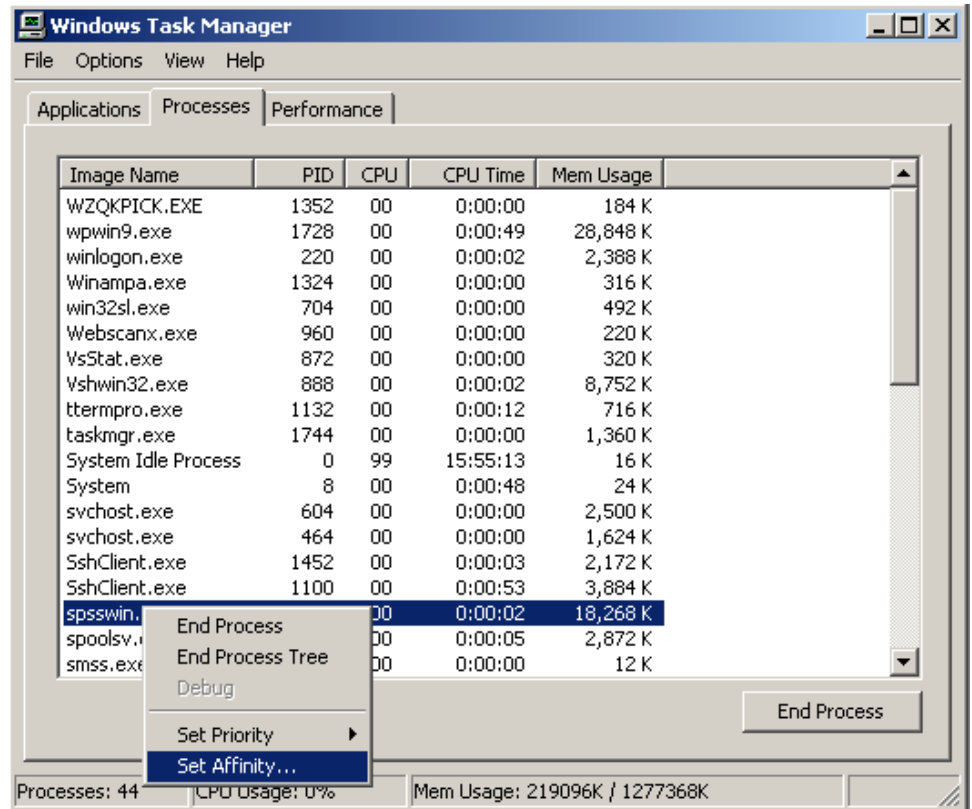 Windows Task Manager
File Options View Help
Applications Processes Performance
Image Name PID CPU CPU Time Mem Usage
WZQKPICK.EXE 1352 00 0:00:00 184 K
wpwin9.exe 1728 00 0:00:49 28,848 K
winlogon.exe 220 00 0:00:02 2,388 K
Winampa.exe 1324 00 0:00:00 316 K
win32sl.exe 704 00 0:00:00 492 K
Webscanx.exe 960 00 0:00:00 220 K
VsStat.exe 872 00 0:00:00 320 K
Vshwin32.exe 888 00 0:00:02 8,752 K
ttermpro.exe 1132 00 0:00:12 716 K
taskmgr.exe 1744 00 0:00:00 1,360 K
System Idle Process 0 99 15:55:13 16 K
System 8 00 0:00:48 24 K
svchost.exe 604 00 0:00:00 2,500 K
svchost.exe 464 00 0:00:00 1,624 K
SshClient.exe 1452 00 0:00:03 2,172 K
SshClient.exe 1100 00 0:00:53 3,884 K
spsswin. 00 0:00:02 18,268 K
spoolsv. 00 0:00:05 2,872 K
smss.exe 00 0:00:00 12 K
End Process
End Process Tree
Debug
Set Priority
Set Affinity...
End Process
Processes: 44 CPU Usage: 0% Mem Usage: 219096K / 1277368K